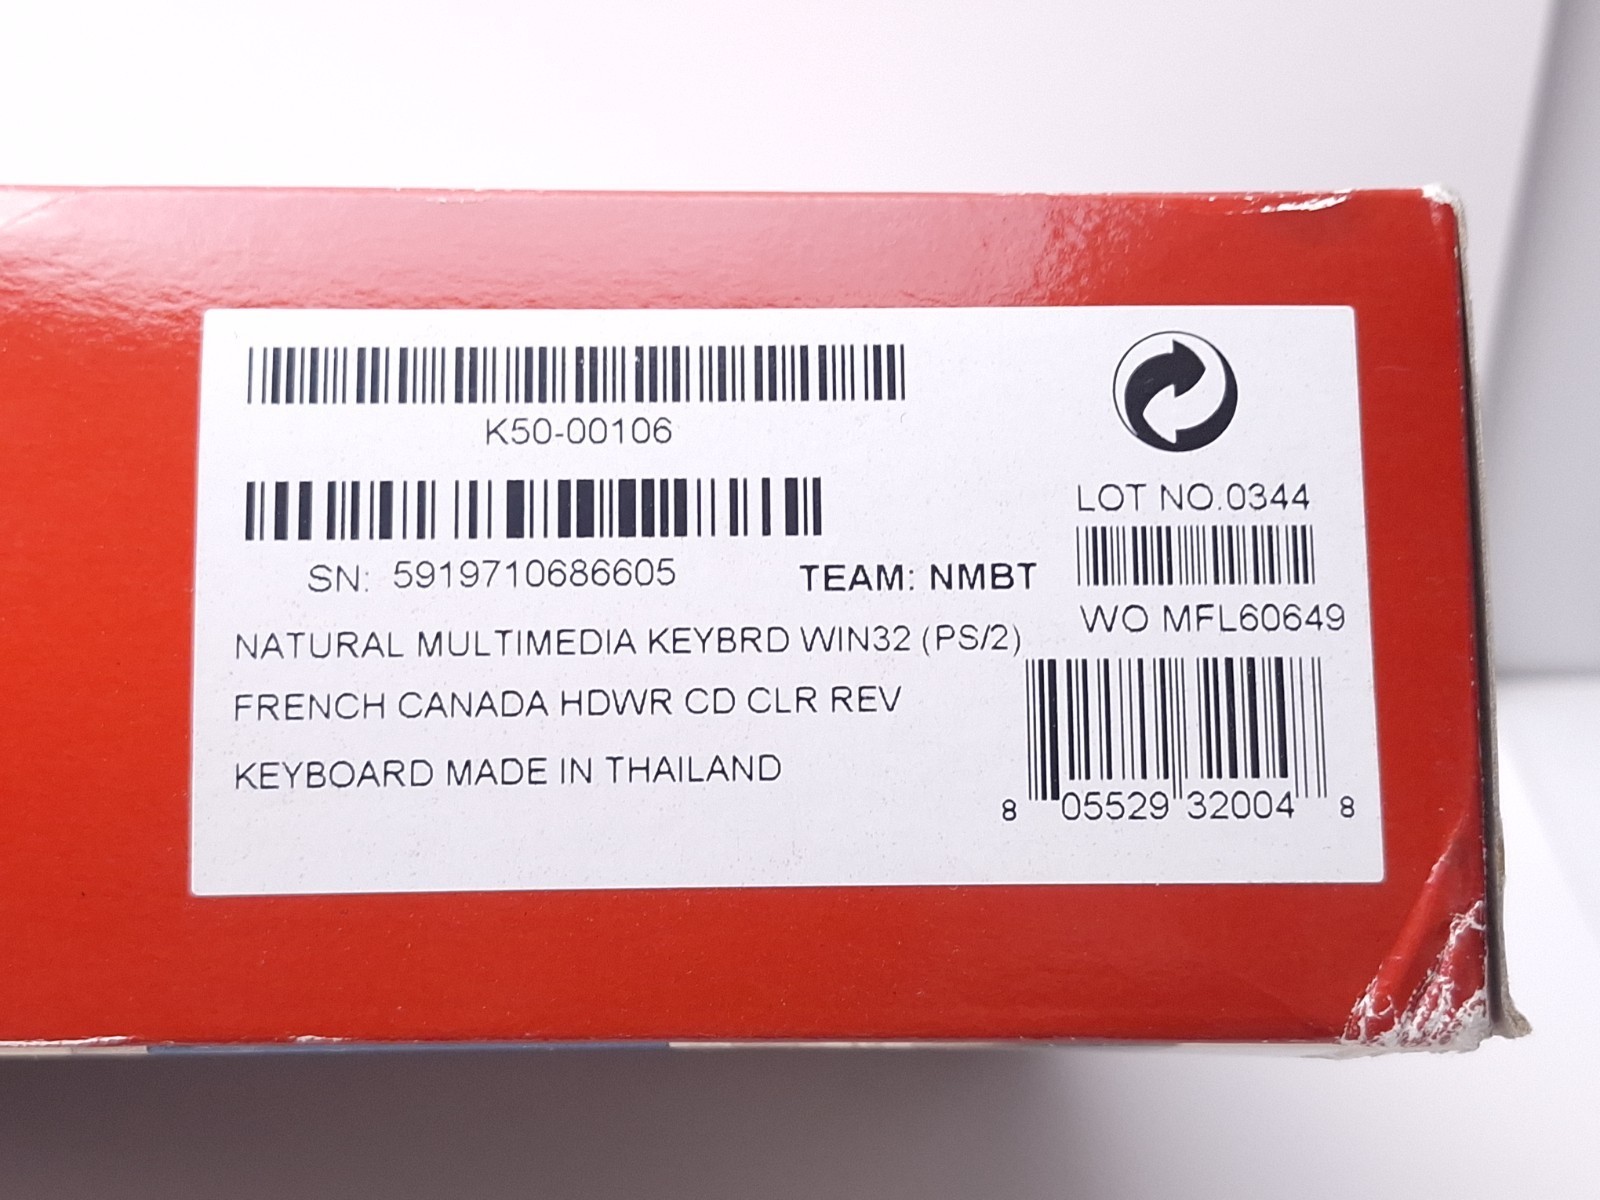 K50-00106
LOT NO.0344
SN: 5919710686605 TEAM: NMBT
WO MFL60649
NATURAL MULTIMEDIA KEYBRD WIN32 (PS/2)
FRENCH CANADA HDWR CD CLR REV
KEYBOARD MADE IN THAILAND
8 05529 32004 8